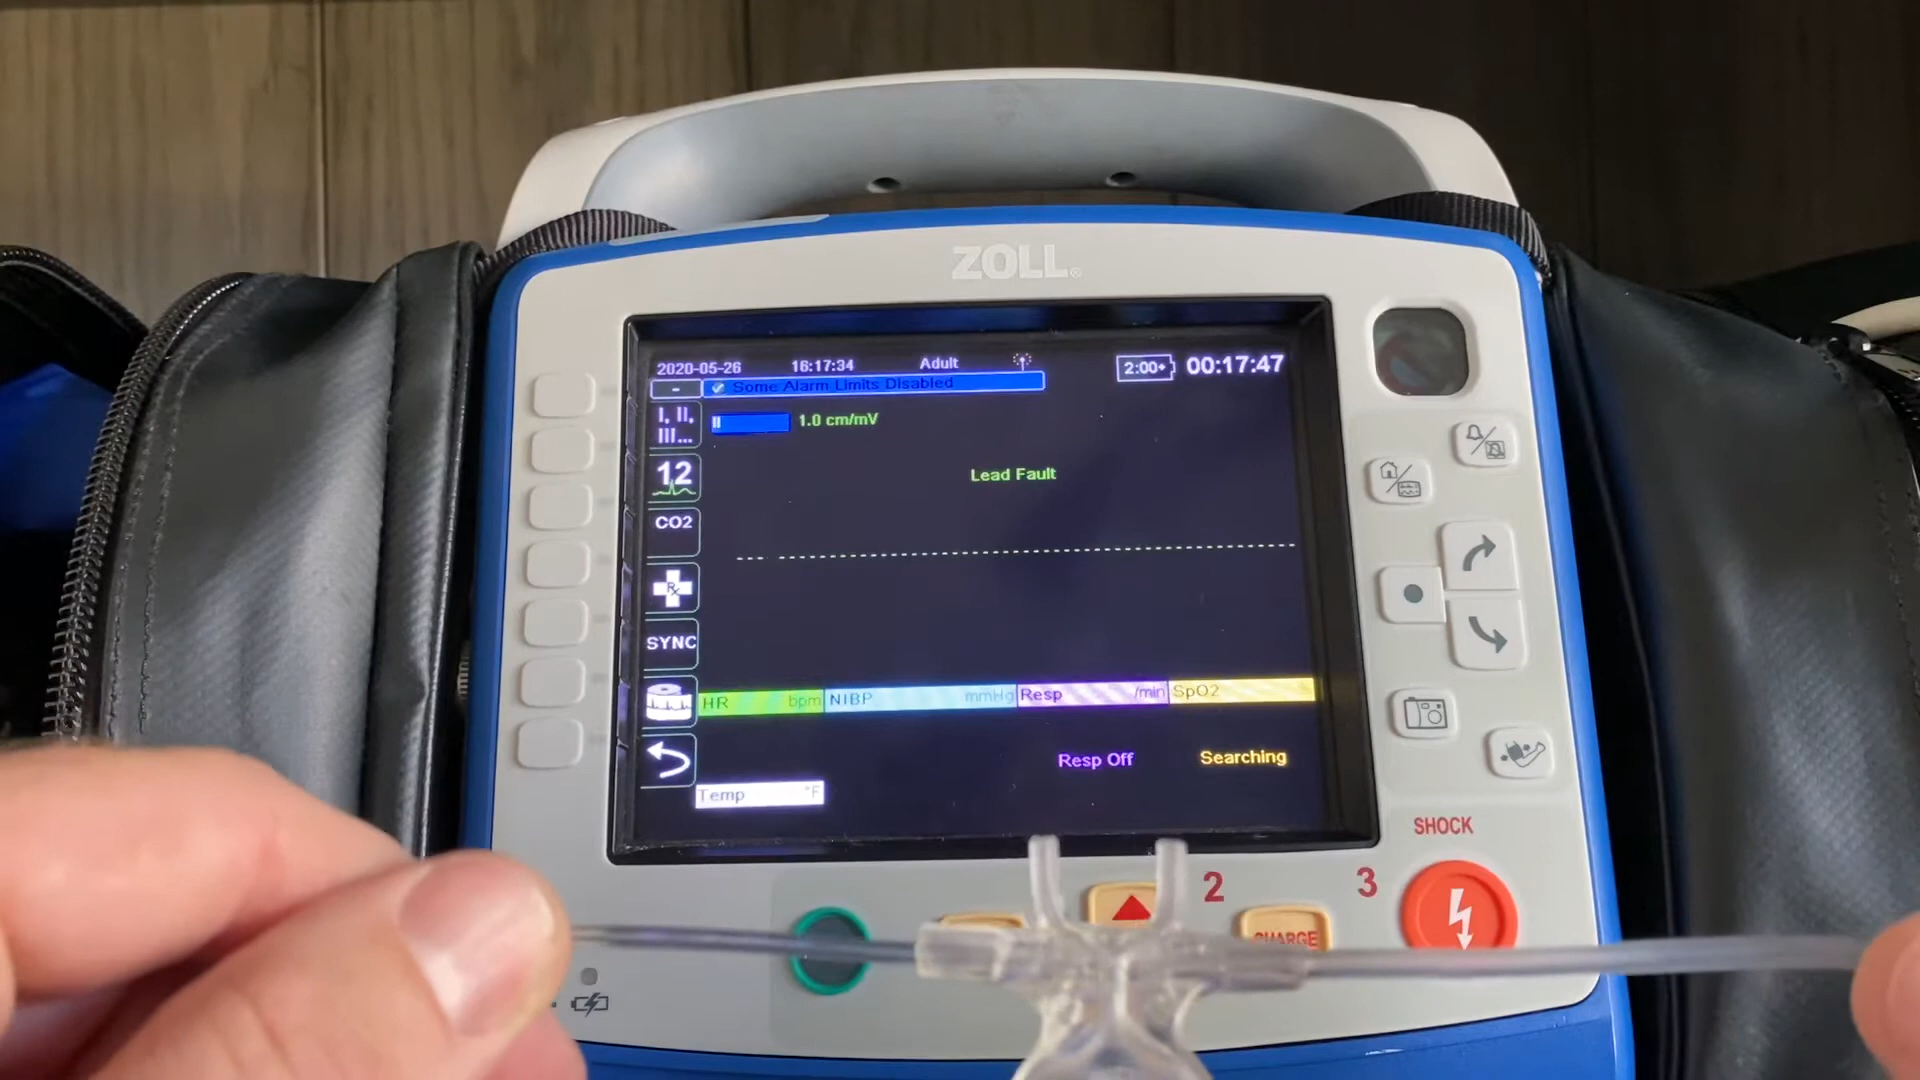 ZOLL®
2020-05-26 16:17:34 Adult 2:00+ 00:17:47
- Some Alarm Limits Disabled
I, II, III... II 1.0 cm/mV
12 Lead Fault
CO2
Rx
SYNC
HR bpm NIBP mmHg Resp /min SpO2
Resp Off Searching
Temp °F
SHOCK
2 3
CHARGE